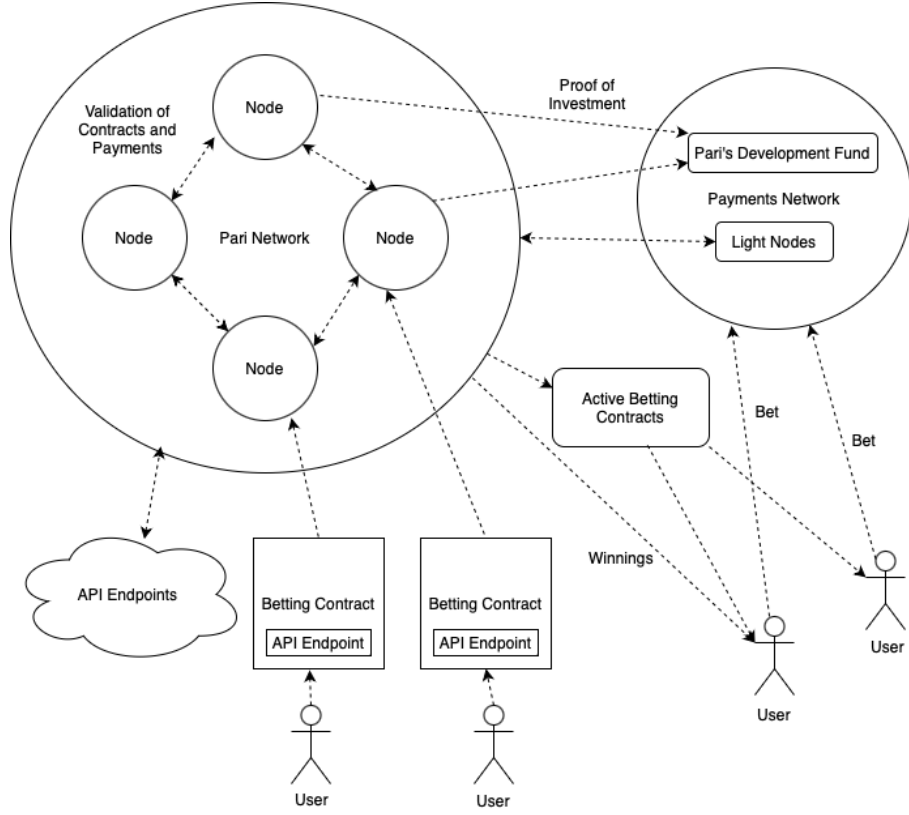 Node
Proof of
Investment
Validation of
Contracts and
Payments
Pari's Development Fund
Payments Network
Node
Pari Network
Node
Light Nodes
Node
Active Betting
Contracts
Bet
Bet
Winnings
API Endpoints
Betting Contract
API Endpoint
Betting Contract
API Endpoint
User
User
User
User